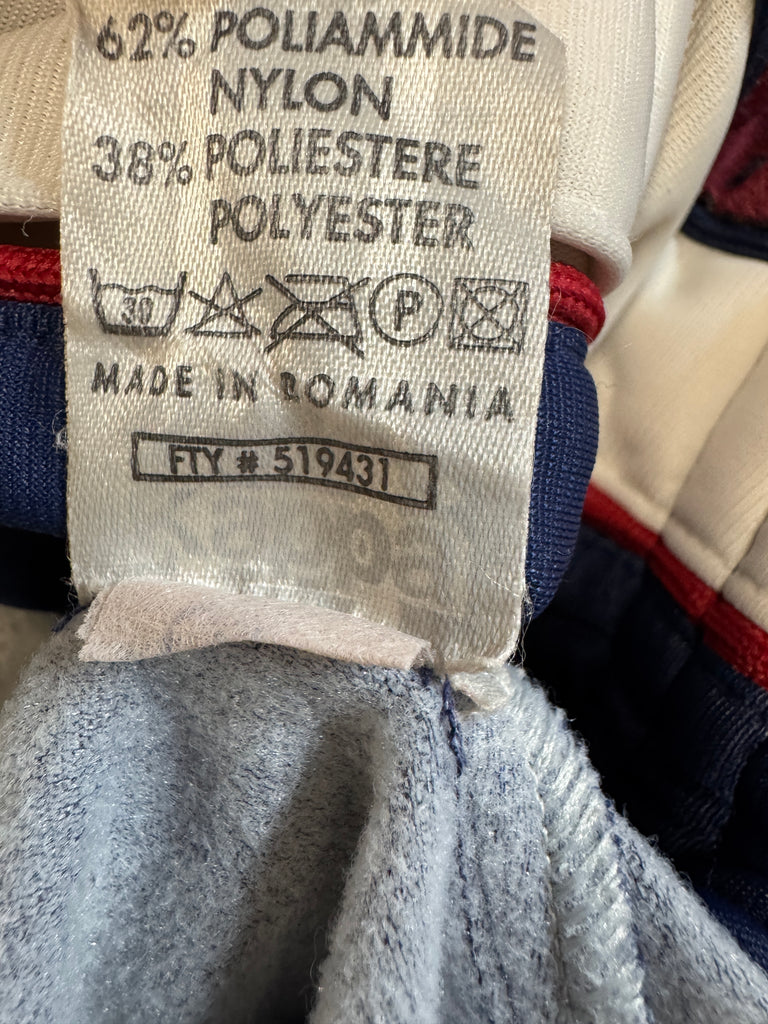 62% POLIAMMIDE
NYLON
38% POLIESTERE
POLYESTER
30 P
MADE IN ROMANIA
FTY # 519431